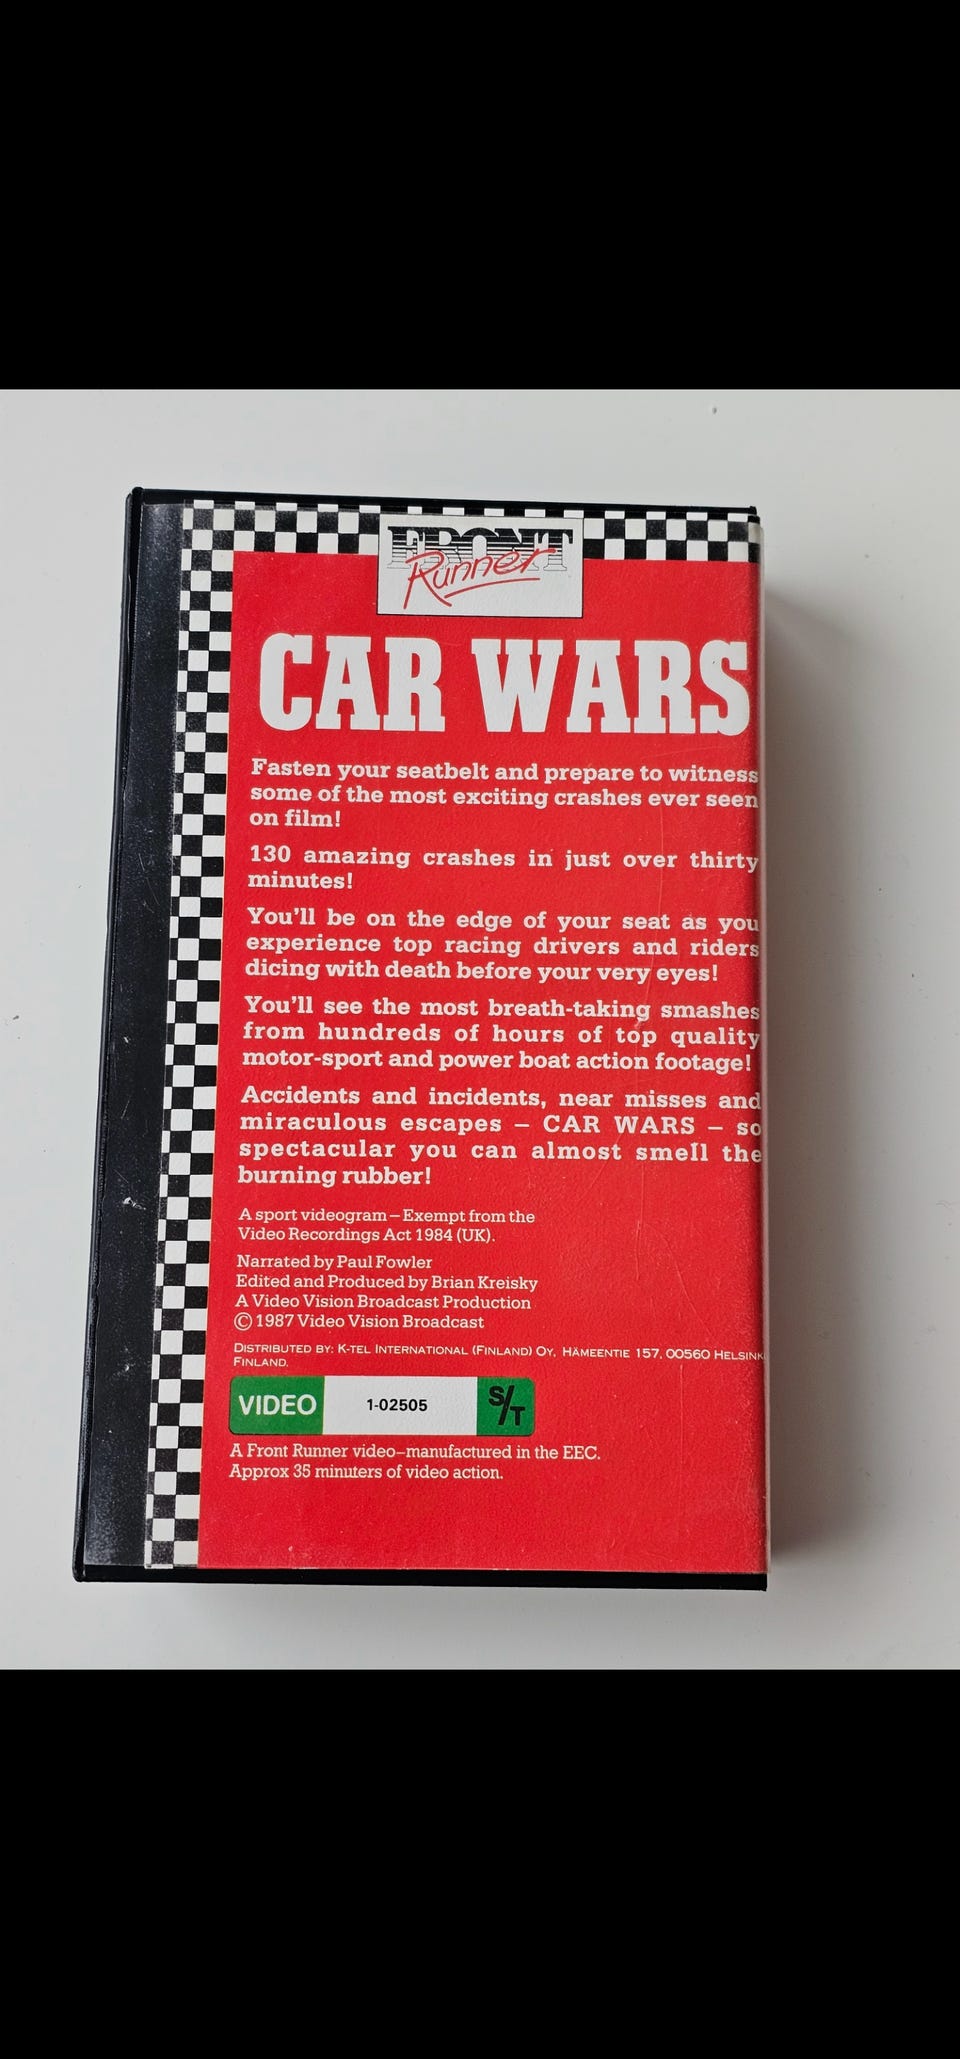 FRONT
Runner
CAR WARS
Fasten your seatbelt and prepare to witness
some of the most exciting crashes ever seen
on film!
130 amazing crashes in just over thirty
minutes!
You'll be on the edge of your seat as you
experience top racing drivers and riders
dicing with death before your very eyes!
You'll see the most breath-taking smashes
from hundreds of hours of top quality
motor-sport and power boat action footage!
Accidents and incidents, near misses and
miraculous escapes – CAR WARS – so
spectacular you can almost smell the
burning rubber!
A sport videogram – Exempt from the
Video Recordings Act 1984 (UK).
Narrated by Paul Fowler
Edited and Produced by Brian Kreisky
A Video Vision Broadcast Production
© 1987 Video Vision Broadcast
DISTRIBUTED BY: K-TEL INTERNATIONAL (FINLAND) OY, HÄMEENTIE 157, 00560 HELSINKI
FINLAND.
VIDEO 1-02505 S/T
A Front Runner video–manufactured in the EEC.
Approx 35 minuters of video action.